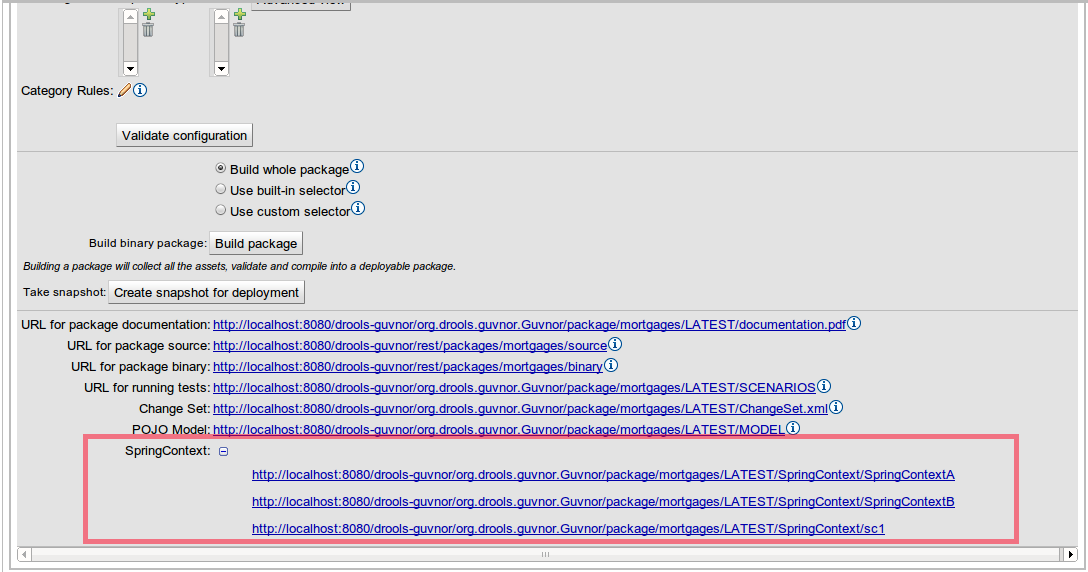 Advanced view
Category Rules:
Validate configuration
Build whole package
Use built-in selector
Use custom selector
Build binary package: Build package
Building a package will collect all the assets, validate and compile into a deployable package.
Take snapshot: Create snapshot for deployment
URL for package documentation: http://localhost:8080/drools-guvnor/org.drools.guvnor.Guvnor/package/mortgages/LATEST/documentation.pdf
URL for package source: http://localhost:8080/drools-guvnor/rest/packages/mortgages/source
URL for package binary: http://localhost:8080/drools-guvnor/rest/packages/mortgages/binary
URL for running tests: http://localhost:8080/drools-guvnor/org.drools.guvnor.Guvnor/package/mortgages/LATEST/SCENARIOS
Change Set: http://localhost:8080/drools-guvnor/org.drools.guvnor.Guvnor/package/mortgages/LATEST/ChangeSet.xml
POJO Model: http://localhost:8080/drools-guvnor/org.drools.guvnor.Guvnor/package/mortgages/LATEST/MODEL
SpringContext:
http://localhost:8080/drools-guvnor/org.drools.guvnor.Guvnor/package/mortgages/LATEST/SpringContext/SpringContextA
http://localhost:8080/drools-guvnor/org.drools.guvnor.Guvnor/package/mortgages/LATEST/SpringContext/SpringContextB
http://localhost:8080/drools-guvnor/org.drools.guvnor.Guvnor/package/mortgages/LATEST/SpringContext/sc1